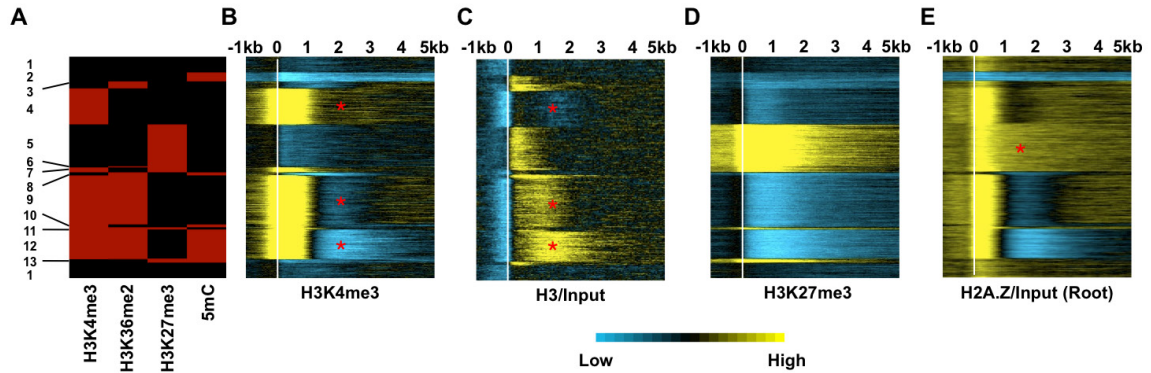 A B C D E
-1kb 0 1 2 3 4 5kb -1kb 0 1 2 3 4 5kb -1kb 0 1 2 3 4 5kb -1kb 0 1 2 3 4 5kb
1
2
3
4
5
6
7
8
9
10
11
12
13
1
*
*
*
*
*
*
*
H3K4me3
H3K36me2
H3K27me3
5mC
H3K4me3 H3/Input H3K27me3 H2A.Z/Input (Root)
Low High